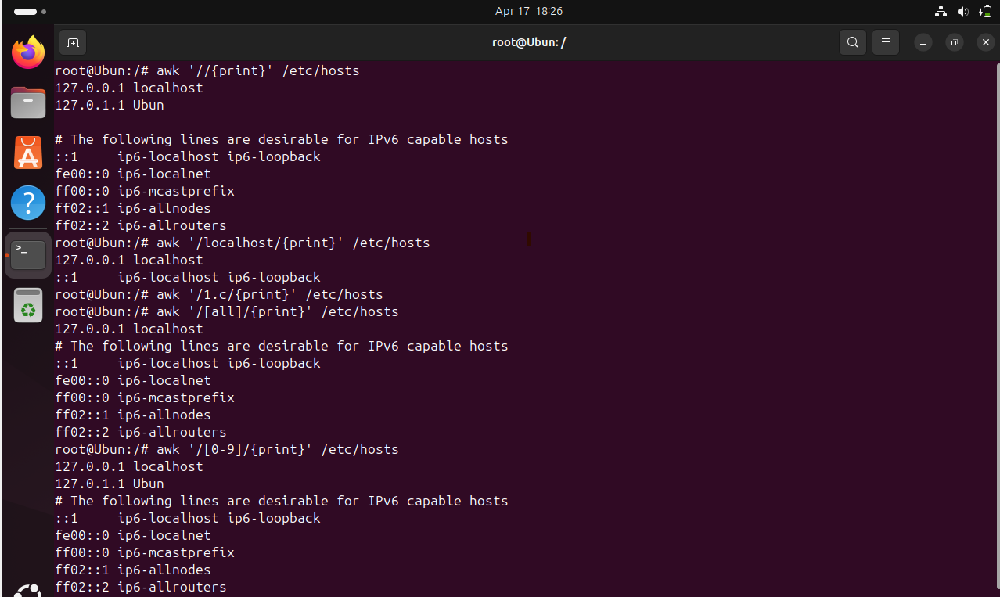 Apr 17 18:26
root@Ubun: /
root@Ubun:/# awk '//{print}' /etc/hosts
127.0.0.1 localhost
127.0.1.1 Ubun

# The following lines are desirable for IPv6 capable hosts
::1     ip6-localhost ip6-loopback
fe00::0 ip6-localnet
ff00::0 ip6-mcastprefix
ff02::1 ip6-allnodes
ff02::2 ip6-allrouters
root@Ubun:/# awk '/localhost/{print}' /etc/hosts
127.0.0.1 localhost
::1     ip6-localhost ip6-loopback
root@Ubun:/# awk '/1.c/{print}' /etc/hosts
root@Ubun:/# awk '/[all]/{print}' /etc/hosts
127.0.0.1 localhost
# The following lines are desirable for IPv6 capable hosts
::1     ip6-localhost ip6-loopback
fe00::0 ip6-localnet
ff00::0 ip6-mcastprefix
ff02::1 ip6-allnodes
ff02::2 ip6-allrouters
root@Ubun:/# awk '/[0-9]/{print}' /etc/hosts
127.0.0.1 localhost
127.0.1.1 Ubun
# The following lines are desirable for IPv6 capable hosts
::1     ip6-localhost ip6-loopback
fe00::0 ip6-localnet
ff00::0 ip6-mcastprefix
ff02::1 ip6-allnodes
ff02::2 ip6-allrouters